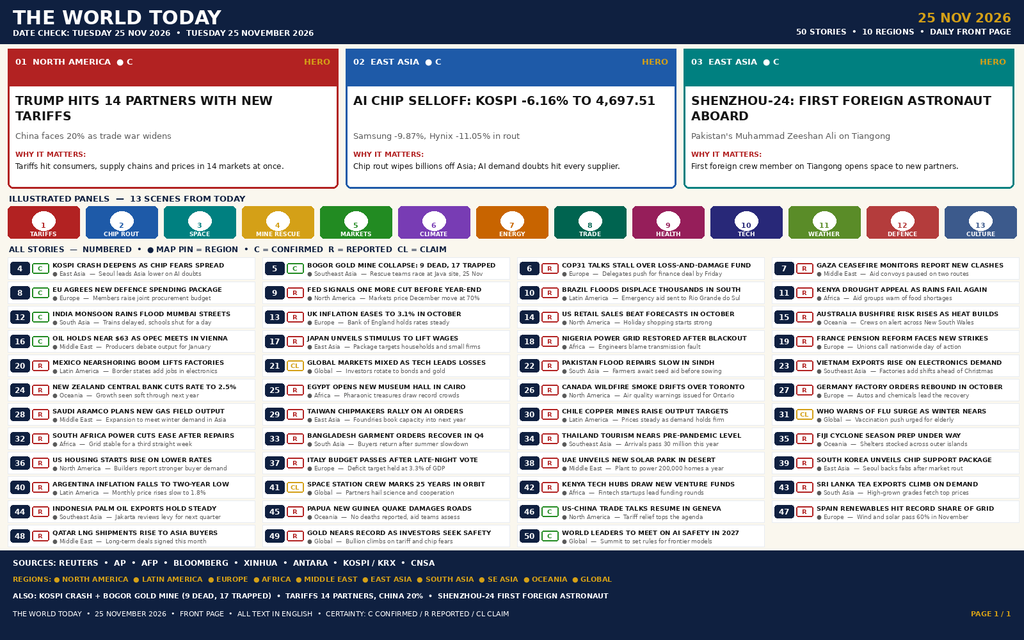 THE WORLD TODAY
25 NOV 2026
DATE CHECK: TUESDAY 25 NOV 2026 • TUESDAY 25 NOVEMBER 2026
50 STORIES • 10 REGIONS • DAILY FRONT PAGE
01 NORTH AMERICA ● C HERO
TRUMP HITS 14 PARTNERS WITH NEW
TARIFFS
China faces 20% as trade war widens
WHY IT MATTERS:
Tariffs hit consumers, supply chains and prices in 14 markets at once.
02 EAST ASIA ● C HERO
AI CHIP SELLOFF: KOSPI -6.16% TO 4,697.51
Samsung -9.87%, Hynix -11.05% in rout
WHY IT MATTERS:
Chip rout wipes billions off Asia; AI demand doubts hit every supplier.
03 EAST ASIA ● C HERO
SHENZHOU-24: FIRST FOREIGN ASTRONAUT
ABOARD
Pakistan's Muhammad Zeeshan Ali on Tiangong
WHY IT MATTERS:
First foreign crew member on Tiangong opens space to new partners.
ILLUSTRATED PANELS — 13 SCENES FROM TODAY
1
TARIFFS
2
CHIP ROUT
3
SPACE
4
MINE RESCUE
5
MARKETS
6
CLIMATE
7
ENERGY
8
TRADE
9
HEALTH
10
TECH
11
WEATHER
12
DEFENCE
13
CULTURE
ALL STORIES — NUMBERED • ● MAP PIN = REGION • C = CONFIRMED R = REPORTED CL = CLAIM
4 C KOSPI CRASH DEEPENS AS CHIP FEARS SPREAD
● East Asia — Seoul leads Asia lower on AI doubts
5 C BOGOR GOLD MINE COLLAPSE: 9 DEAD, 17 TRAPPED
● Southeast Asia — Rescue teams race at Java site, 25 Nov
6 R COP31 TALKS STALL OVER LOSS-AND-DAMAGE FUND
● Europe — Delegates push for finance deal by Friday
7 R GAZA CEASEFIRE MONITORS REPORT NEW CLASHES
● Middle East — Aid convoys paused on two routes
8 C EU AGREES NEW DEFENCE SPENDING PACKAGE
● Europe — Members raise joint procurement budget
9 R FED SIGNALS ONE MORE CUT BEFORE YEAR-END
● North America — Markets price December move at 70%
10 R BRAZIL FLOODS DISPLACE THOUSANDS IN SOUTH
● Latin America — Emergency aid sent to Rio Grande do Sul
11 R KENYA DROUGHT APPEAL AS RAINS FAIL AGAIN
● Africa — Aid groups warn of food shortages
12 C INDIA MONSOON RAINS FLOOD MUMBAI STREETS
● South Asia — Trains delayed, schools shut for a day
13 R UK INFLATION EASES TO 3.1% IN OCTOBER
● Europe — Bank of England holds rates steady
14 R US RETAIL SALES BEAT FORECASTS IN OCTOBER
● North America — Holiday shopping starts strong
15 R AUSTRALIA BUSHFIRE RISK RISES AS HEAT BUILDS
● Oceania — Crews on alert across New South Wales
16 C OIL HOLDS NEAR $63 AS OPEC MEETS IN VIENNA
● Middle East — Producers debate output for January
17 R JAPAN UNVEILS STIMULUS TO LIFT WAGES
● East Asia — Package targets households and small firms
18 R NIGERIA POWER GRID RESTORED AFTER BLACKOUT
● Africa — Engineers blame transmission fault
19 R FRANCE PENSION REFORM FACES NEW STRIKES
● Europe — Unions call nationwide day of action
20 R MEXICO NEARSHORING BOOM LIFTS FACTORIES
● Latin America — Border states add jobs in electronics
21 CL GLOBAL MARKETS MIXED AS TECH LEADS LOSSES
● Global — Investors rotate to bonds and gold
22 R PAKISTAN FLOOD REPAIRS SLOW IN SINDH
● South Asia — Farmers await seed aid before sowing
23 R VIETNAM EXPORTS RISE ON ELECTRONICS DEMAND
● Southeast Asia — Factories add shifts ahead of Christmas
24 R NEW ZEALAND CENTRAL BANK CUTS RATE TO 2.5%
● Oceania — Growth seen soft through next year
25 R EGYPT OPENS NEW MUSEUM HALL IN CAIRO
● Africa — Pharaonic treasures draw record crowds
26 R CANADA WILDFIRE SMOKE DRIFTS OVER TORONTO
● North America — Air quality warnings issued for Ontario
27 R GERMANY FACTORY ORDERS REBOUND IN OCTOBER
● Europe — Autos and chemicals lead the recovery
28 R SAUDI ARAMCO PLANS NEW GAS FIELD OUTPUT
● Middle East — Expansion to meet winter demand in Asia
29 R TAIWAN CHIPMAKERS RALLY ON AI ORDERS
● East Asia — Foundries book capacity into next year
30 R CHILE COPPER MINES RAISE OUTPUT TARGETS
● Latin America — Prices steady as demand holds firm
31 CL WHO WARNS OF FLU SURGE AS WINTER NEARS
● Global — Vaccination push urged for elderly
32 R SOUTH AFRICA POWER CUTS EASE AFTER REPAIRS
● Africa — Grid stable for a third straight week
33 R BANGLADESH GARMENT ORDERS RECOVER IN Q4
● South Asia — Buyers return after summer slowdown
34 R THAILAND TOURISM NEARS PRE-PANDEMIC LEVEL
● Southeast Asia — Arrivals pass 30 million this year
35 R FIJI CYCLONE SEASON PREP UNDER WAY
● Oceania — Shelters stocked across outer islands
36 R US HOUSING STARTS RISE ON LOWER RATES
● North America — Builders report stronger buyer demand
37 R ITALY BUDGET PASSES AFTER LATE-NIGHT VOTE
● Europe — Deficit target held at 3.3% of GDP
38 R UAE UNVEILS NEW SOLAR PARK IN DESERT
● Middle East — Plant to power 200,000 homes a year
39 R SOUTH KOREA UNVEILS CHIP SUPPORT PACKAGE
● East Asia — Seoul backs fabs after market rout
40 R ARGENTINA INFLATION FALLS TO TWO-YEAR LOW
● Latin America — Monthly price rises slow to 1.8%
41 CL SPACE STATION CREW MARKS 25 YEARS IN ORBIT
● Global — Partners hail science and cooperation
42 R KENYA TECH HUBS DRAW NEW VENTURE FUNDS
● Africa — Fintech startups lead funding rounds
43 R SRI LANKA TEA EXPORTS CLIMB ON DEMAND
● South Asia — High-grown grades fetch top prices
44 R INDONESIA PALM OIL EXPORTS HOLD STEADY
● Southeast Asia — Jakarta reviews levy for next quarter
45 R PAPUA NEW GUINEA QUAKE DAMAGES ROADS
● Oceania — No deaths reported, aid teams assess
46 C US-CHINA TRADE TALKS RESUME IN GENEVA
● North America — Tariff relief tops the agenda
47 R SPAIN RENEWABLES HIT RECORD SHARE OF GRID
● Europe — Wind and solar pass 60% in November
48 R QATAR LNG SHIPMENTS RISE TO ASIA BUYERS
● Middle East — Long-term deals signed this month
49 R GOLD NEARS RECORD AS INVESTORS SEEK SAFETY
● Global — Bullion climbs on tariff and chip fears
50 C WORLD LEADERS TO MEET ON AI SAFETY IN 2027
● Global — Summit to set rules for frontier models
SOURCES: REUTERS • AP • AFP • BLOOMBERG • XINHUA • ANTARA • KOSPI / KRX • CNSA
REGIONS: ● NORTH AMERICA ● LATIN AMERICA ● EUROPE ● AFRICA ● MIDDLE EAST ● EAST ASIA ● SOUTH ASIA ● SE ASIA ● OCEANIA ● GLOBAL
ALSO: KOSPI CRASH + BOGOR GOLD MINE (9 DEAD, 17 TRAPPED) • TARIFFS 14 PARTNERS, CHINA 20% • SHENZHOU-24 FIRST FOREIGN ASTRONAUT
THE WORLD TODAY • 25 NOVEMBER 2026 • FRONT PAGE • ALL TEXT IN ENGLISH • CERTAINTY: C CONFIRMED / R REPORTED / CL CLAIM
PAGE 1 / 1